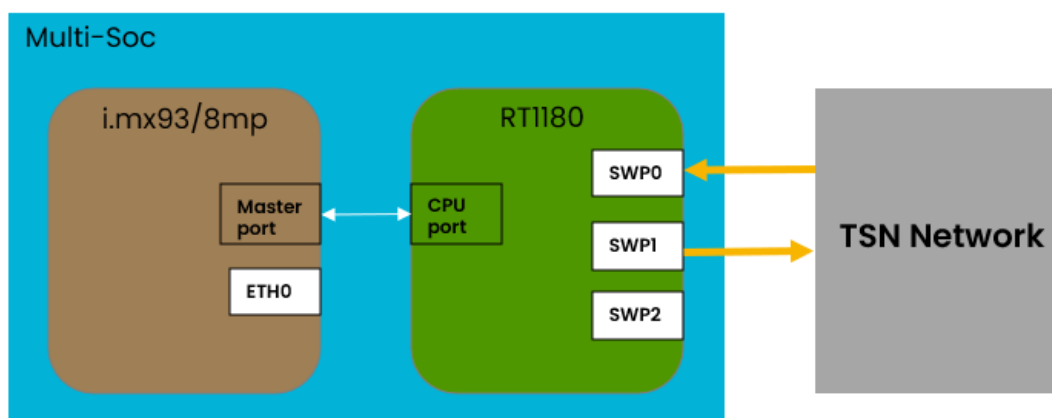 Multi-Soc
i.mx93/8mp
RT1180
Master
port
CPU
port
ETH0
SWP0
SWP1
SWP2
TSN Network